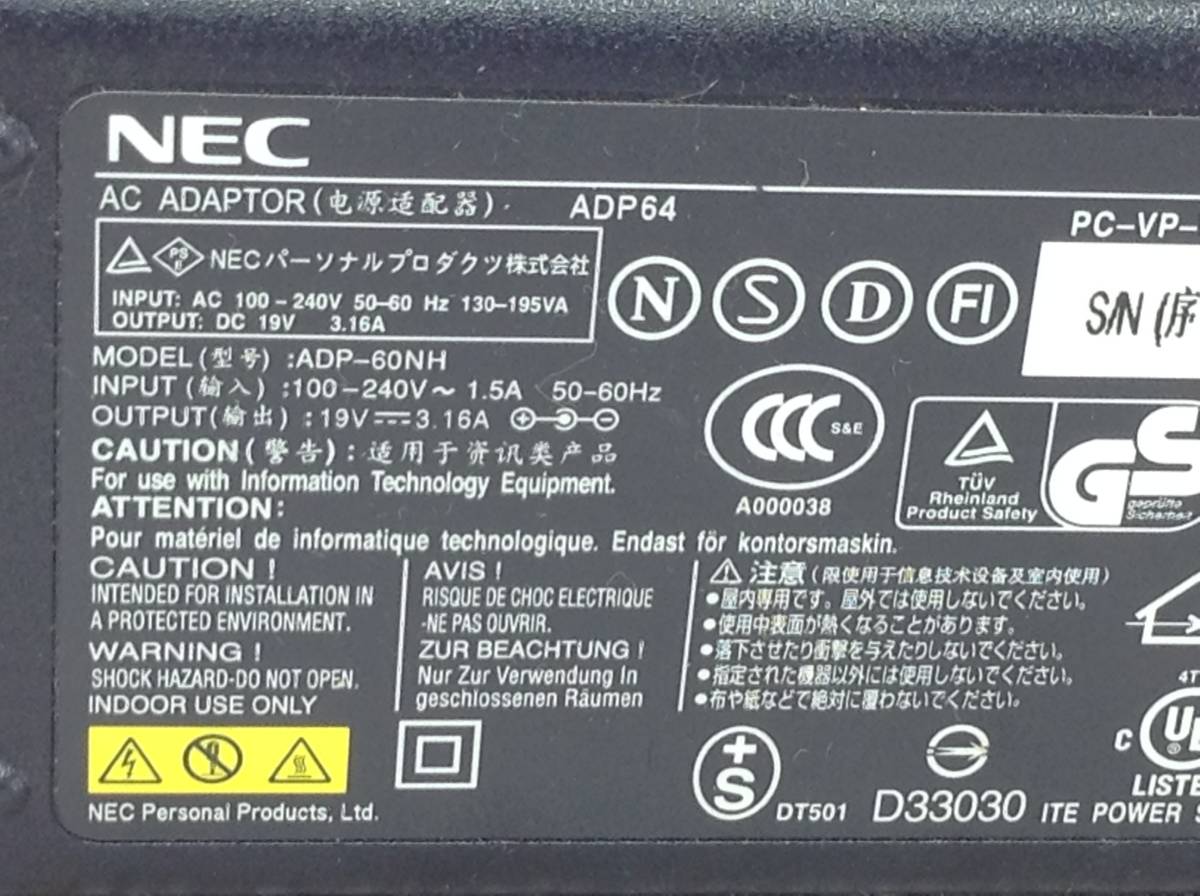 NEC
AC ADAPTOR(电源适配器). ADP64
PC-VP-
PS E NECパーソナルプロダクツ株式会社
INPUT: AC 100-240V 50-60 Hz 130-195VA
OUTPUT: DC 19V 3.16A
N S D FI
S/N (序
MODEL(型号) :ADP-60NH
INPUT (輸入) :100-240V~ 1.5A 50-60Hz
OUTPUT(輸出) :19V⎓3.16A
CAUTION(警告) : 适用于资讯类产品
For use with Information Technology Equipment.
ATTENTION:
Pour matériel de informatique technologique. Endast för kontorsmaskin.
CCC S&E
A000038
TÜV
Rheinland
Product Safety
GS
geprüfte
Sicherheit
CAUTION !
INTENDED FOR INSTALLATION IN
A PROTECTED ENVIRONMENT.
WARNING !
SHOCK HAZARD-DO NOT OPEN.
INDOOR USE ONLY
AVIS !
RISQUE DE CHOC ELECTRIQUE
-NE PAS OUVRIR.
ZUR BEACHTUNG !
Nur Zur Verwendung In
geschlossenen Räumen
注意 (限使用于信息技术设备及室内使用)
●屋内専用です。屋外では使用しないでください。
●使用中表面が熱くなることがあります。
●落下させたり衝撃を与えたりしないでください。
●指定された機器以外には使用しないでください。
●布や紙などで絶対に覆わないでください。
NEC Personal Products, Ltd.
+S DT501
D33030
4T
C UL ®
LISTE
ITE POWER S